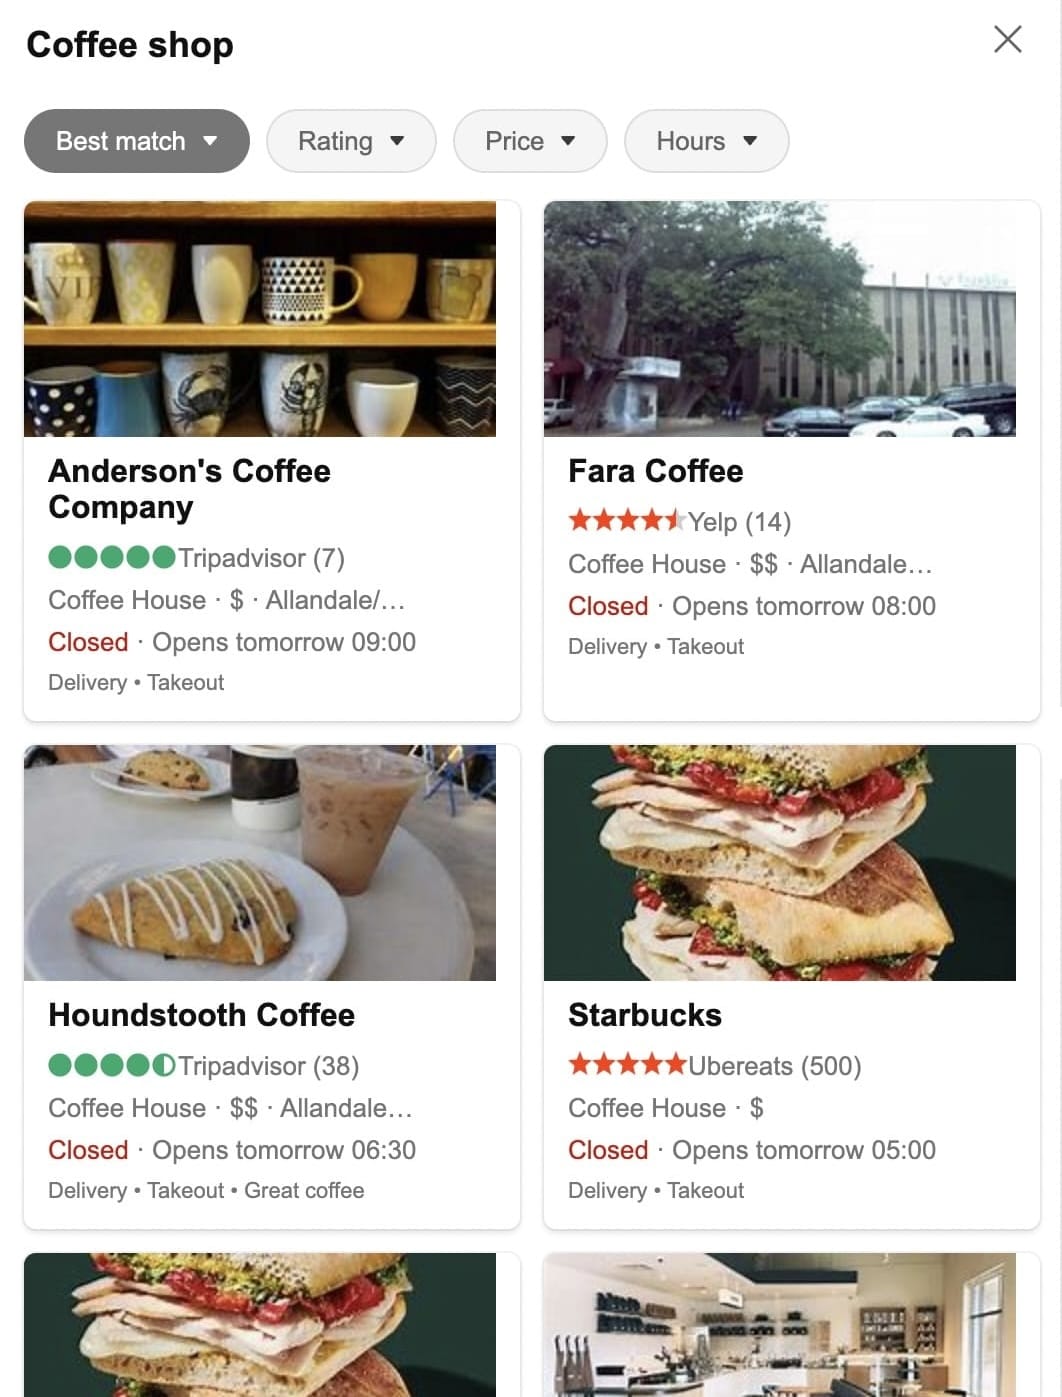 Coffee shop
Best match
Rating
Price
Hours
VIP
Anderson's Coffee
Company
Tripadvisor (7)
Coffee House · $ · Allandale/…
Closed · Opens tomorrow 09:00
Delivery • Takeout
Fara Coffee
Yelp (14)
Coffee House · $$ · Allandale…
Closed · Opens tomorrow 08:00
Delivery • Takeout
Houndstooth Coffee
Tripadvisor (38)
Coffee House · $$ · Allandale…
Closed · Opens tomorrow 06:30
Delivery • Takeout • Great coffee
Starbucks
Ubereats (500)
Coffee House · $
Closed · Opens tomorrow 05:00
Delivery • Takeout